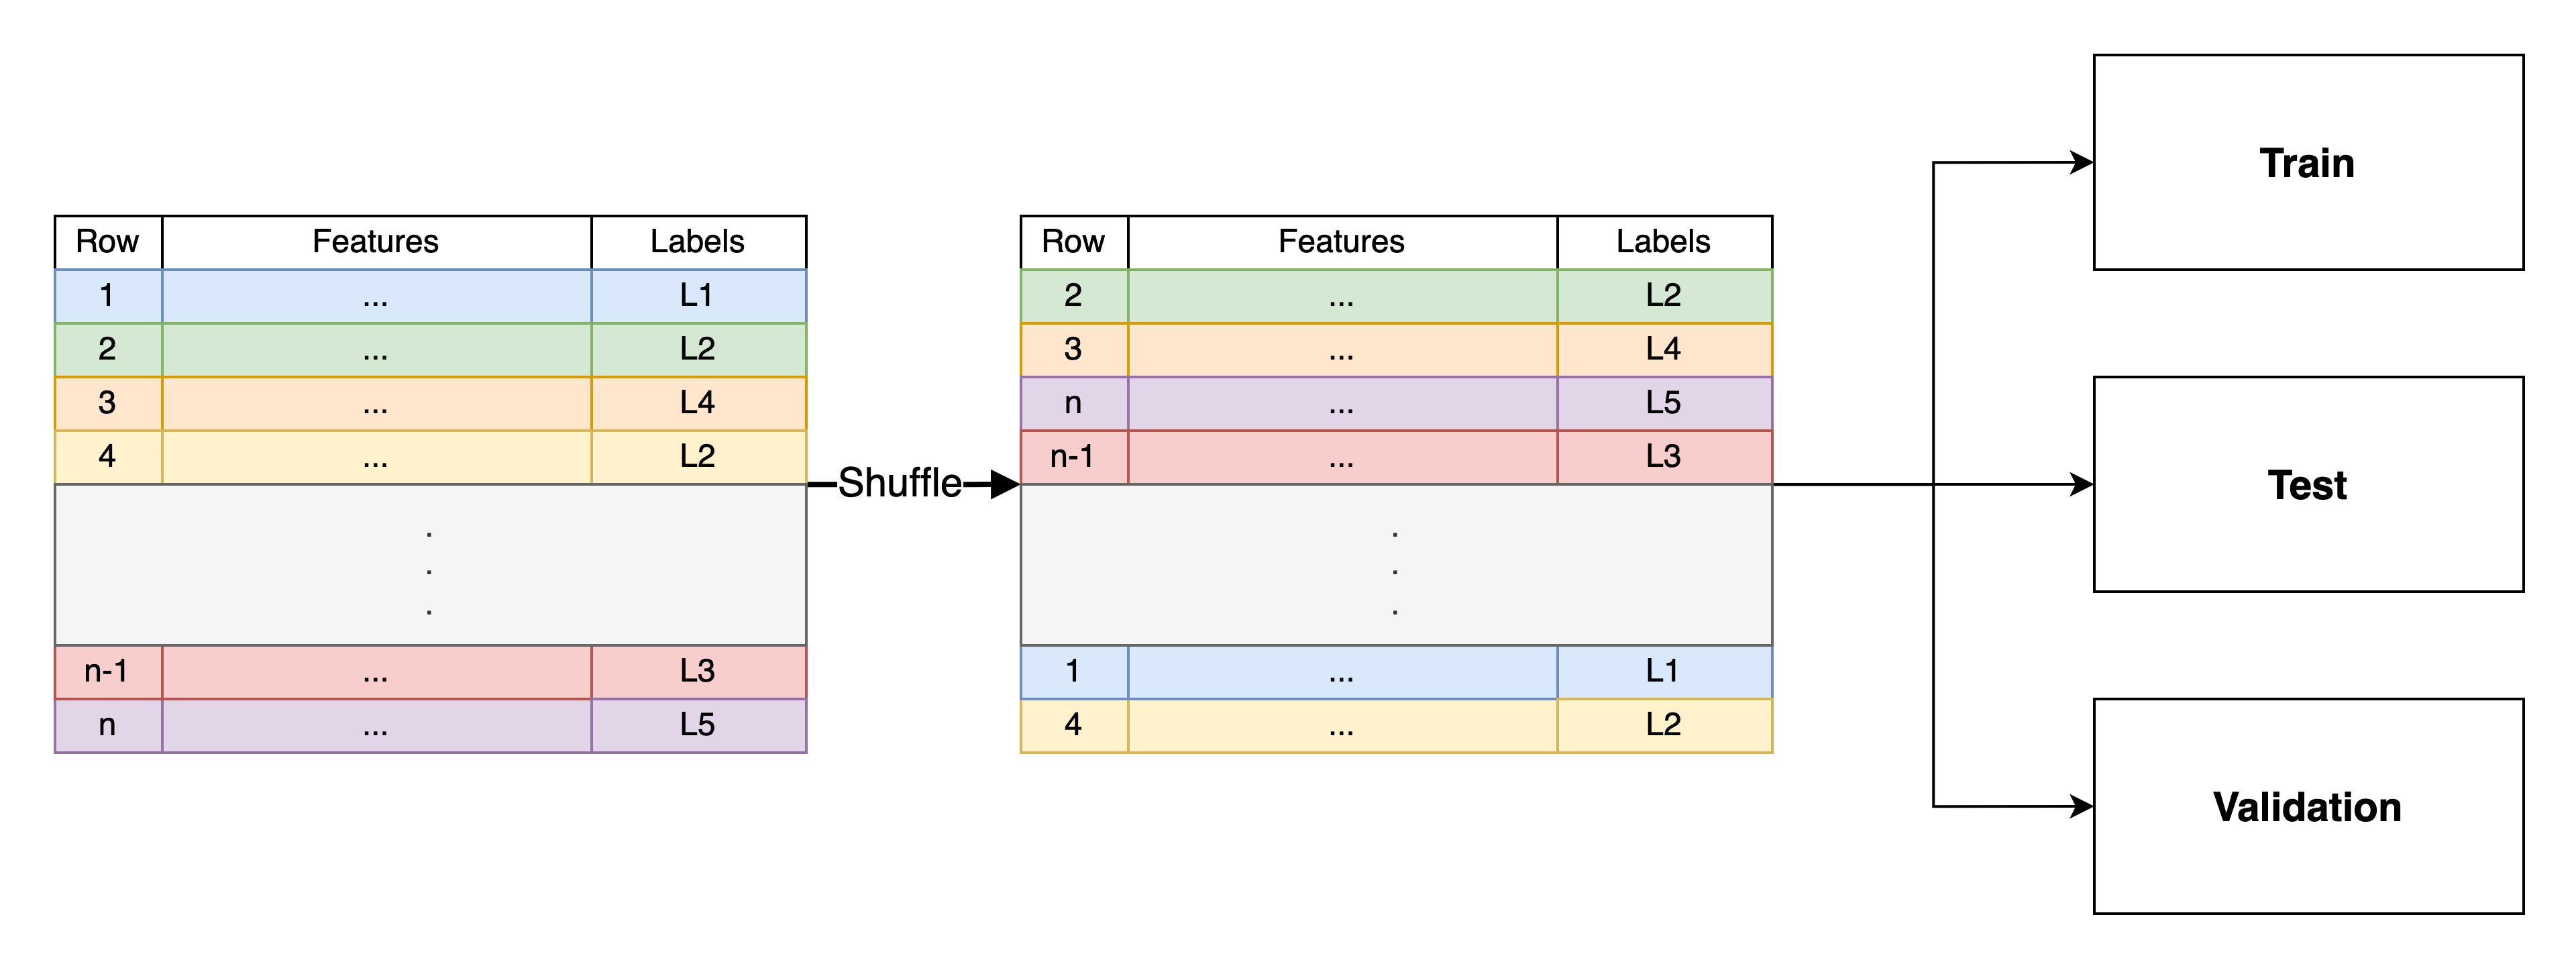 Row Features Labels
1 ... L1
2 ... L2
3 ... L4
4 ... L2
.
.
.
n-1 ... L3
n ... L5
Shuffle
Row Features Labels
2 ... L2
3 ... L4
n ... L5
n-1 ... L3
.
.
.
1 ... L1
4 ... L2
Train
Test
Validation